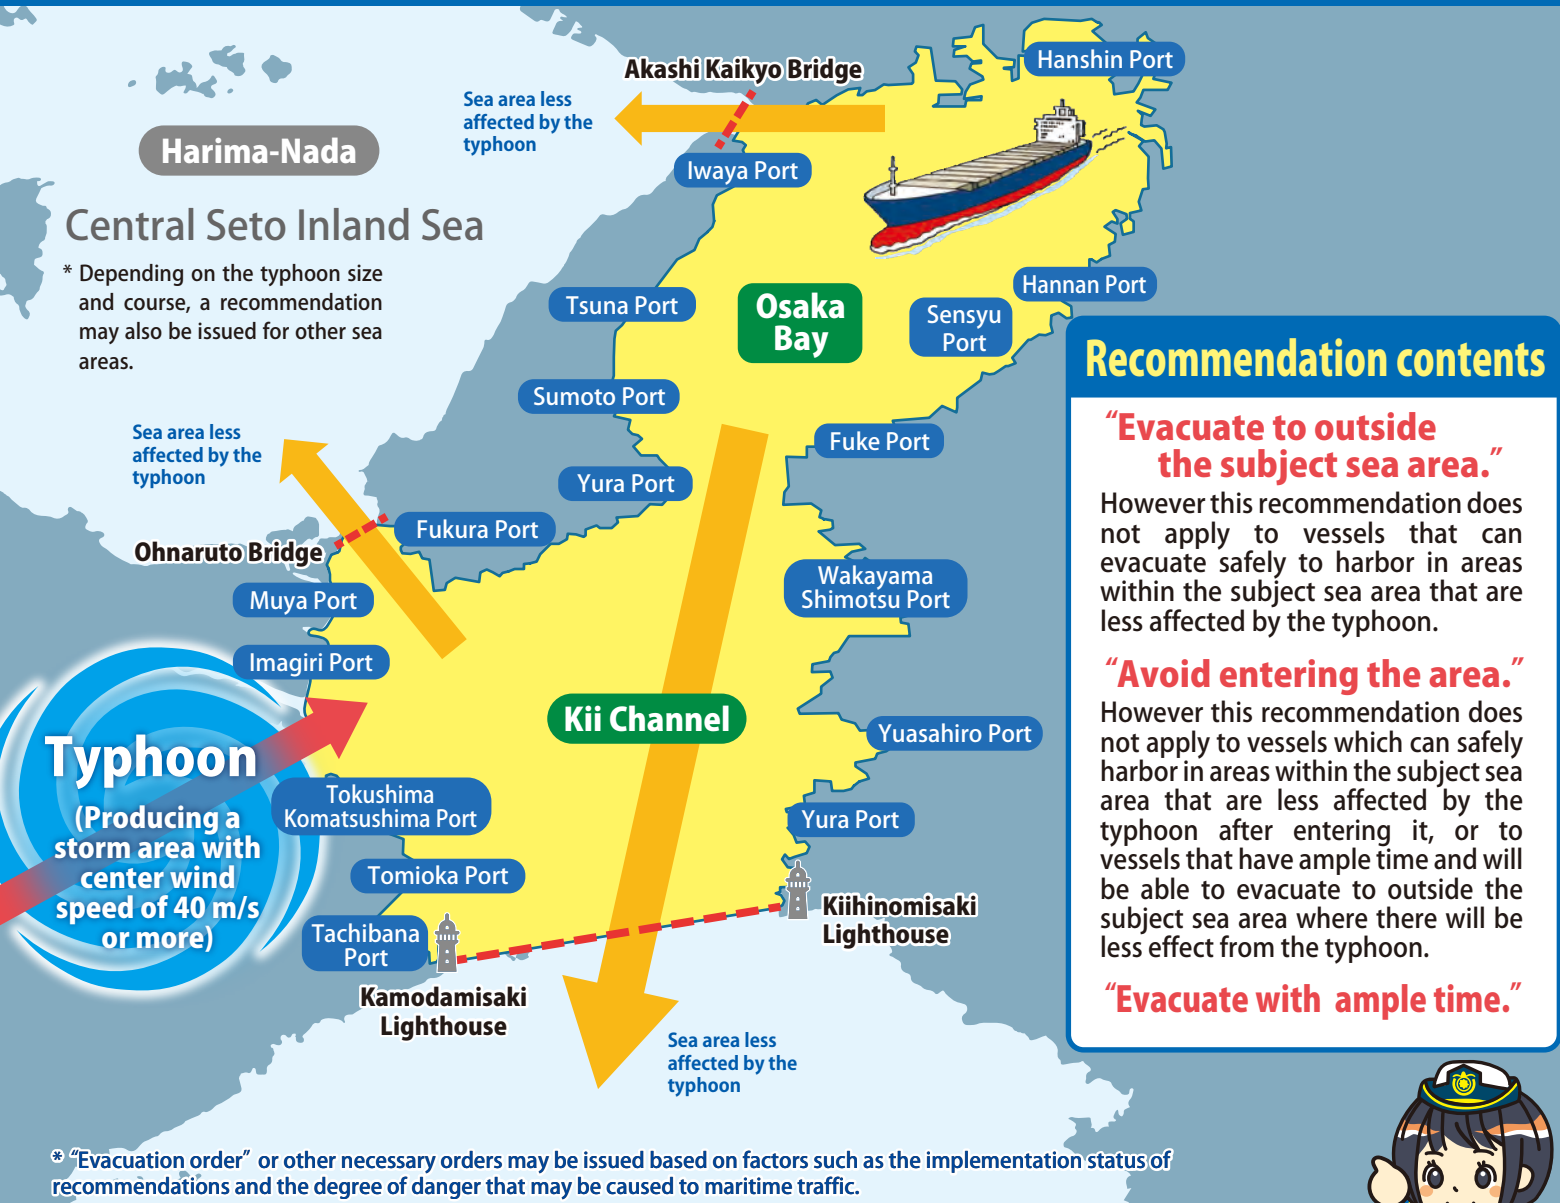 Akashi Kaikyo Bridge
Hanshin Port
Sea area less
affected by the
typhoon
Harima-Nada
Iwaya Port
Central Seto Inland Sea
* Depending on the typhoon size
and course, a recommendation
may also be issued for other sea
areas.
Tsuna Port
Osaka
Bay
Hannan Port
Sensyu
Port
Sumoto Port
Sea area less
affected by the
typhoon
Fuke Port
Yura Port
Fukura Port
Ohnaruto Bridge
Wakayama
Shimotsu Port
Muya Port
Imagiri Port
Kii Channel
Yuasahiro Port
Typhoon
(Producing a
storm area with
center wind
speed of 40 m/s
or more)
Tokushima
Komatsushima Port
Yura Port
Tomioka Port
Kiihinomisaki
Lighthouse
Tachibana
Port
Kamodamisaki
Lighthouse
Sea area less
affected by the
typhoon
Recommendation contents
“Evacuate to outside
the subject sea area.”
However this recommendation does
not apply to vessels that can
evacuate safely to harbor in areas
within the subject sea area that are
less affected by the typhoon.
“Avoid entering the area.”
However this recommendation does
not apply to vessels which can safely
harbor in areas within the subject sea
area that are less affected by the
typhoon after entering it, or to
vessels that have ample time and will
be able to evacuate to outside the
subject sea area where there will be
less effect from the typhoon.
“Evacuate with ample time.”
* “Evacuation order” or other necessary orders may be issued based on factors such as the implementation status of
recommendations and the degree of danger that may be caused to maritime traffic.